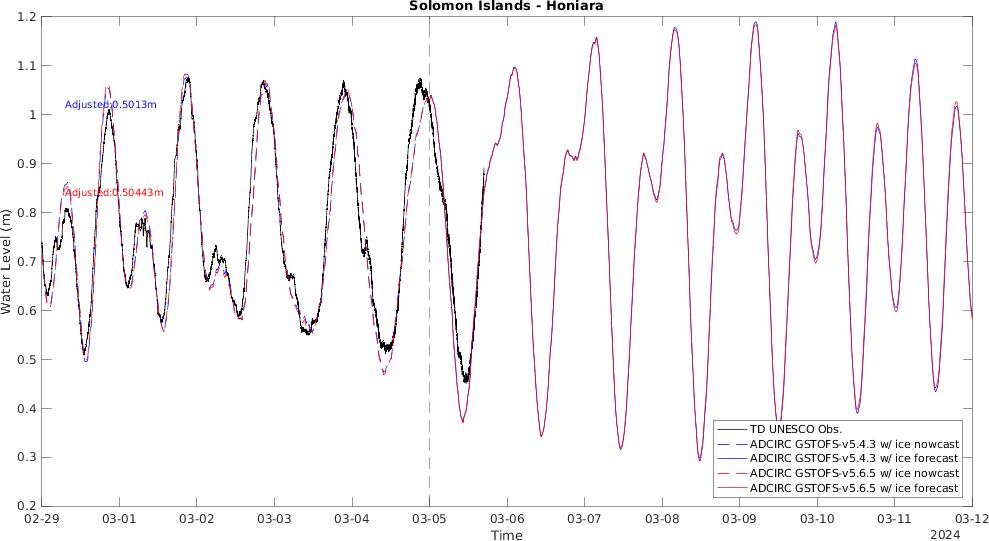 Solomon Islands - Honiara
1.2
1.1
1
0.9
0.8
0.7
0.6
0.5
0.4
0.3
0.2
Water Level (m)
Adjusted:0.5013m
Adjusted:0.50443m
TD UNESCO Obs.
ADCIRC GSTOFS-v5.4.3 w/ ice nowcast
ADCIRC GSTOFS-v5.4.3 w/ ice forecast
ADCIRC GSTOFS-v5.6.5 w/ ice nowcast
ADCIRC GSTOFS-v5.6.5 w/ ice forecast
02-29 03-01 03-02 03-03 03-04 03-05 03-06 03-07 03-08 03-09 03-10 03-11 03-12
Time
2024